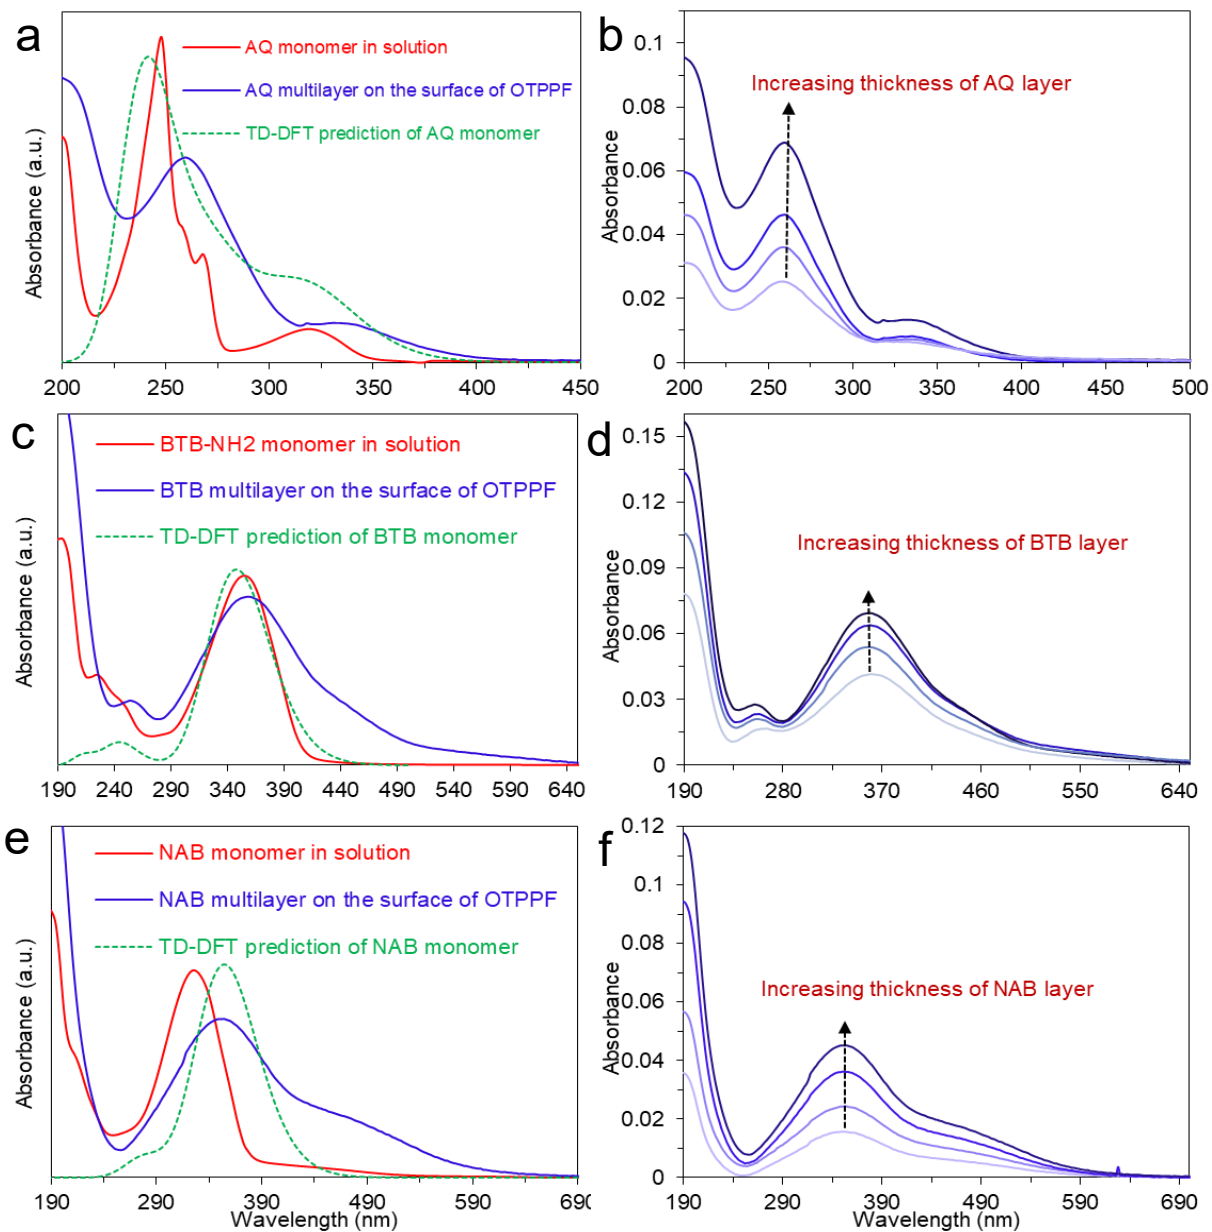 a
AQ monomer in solution
AQ multilayer on the surface of OTPPF
TD-DFT prediction of AQ monomer
Absorbance (a.u.)
200 250 300 350 400 450
b
0.1
0.08
0.06
0.04
0.02
0
Increasing thickness of AQ layer
Absorbance
200 250 300 350 400 450 500
c
BTB-NH2 monomer in solution
BTB multilayer on the surface of OTPPF
TD-DFT prediction of BTB monomer
Absorbance (a.u.)
190 240 290 340 390 440 490 540 590 640
d
0.15
0.12
0.09
0.06
0.03
0
Increasing thickness of BTB layer
Absorbance
190 280 370 460 550 640
e
NAB monomer in solution
NAB multilayer on the surface of OTPPF
TD-DFT prediction of NAB monomer
Absorbance (a.u.)
190 290 390 490 590 690
Wavelength (nm)
f
0.12
0.1
0.08
0.06
0.04
0.02
0
Increasing thickness of NAB layer
Absorbance
190 290 390 490 590 690
Wavelength (nm)